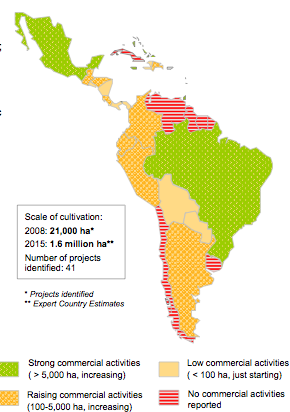 Scale of cultivation:
2008: 21,000 ha*
2015: 1.6 million ha**
Number of projects
identified: 41
* Projects identified
** Expert Country Estimates
Strong commercial activities
( > 5,000 ha, increasing)
Low commercial activities
( < 100 ha, just starting)
Raising commercial activities
(100-5,000 ha, increasing)
No commercial activities
reported